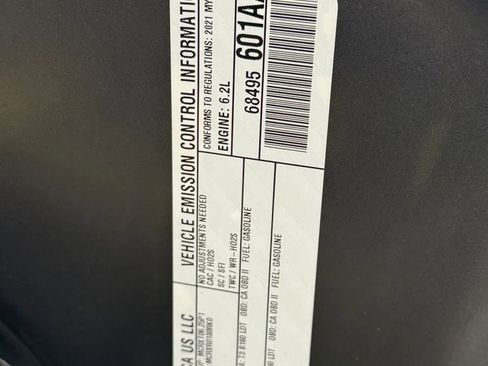 VEHICLE EMISSION CONTROL INFORMATI
CONFORMS TO REGULATIONS: 2021 MY
ENGINE: 6.2L
68495 601A
NO ADJUSTMENTS NEEDED
CAC / HO2S
SC / SFI
TWC / WR-HO2S
OBD: CA OBD II FUEL: GASOLINE
OBD: CA OBD II FUEL: GASOLINE
CA US LLC